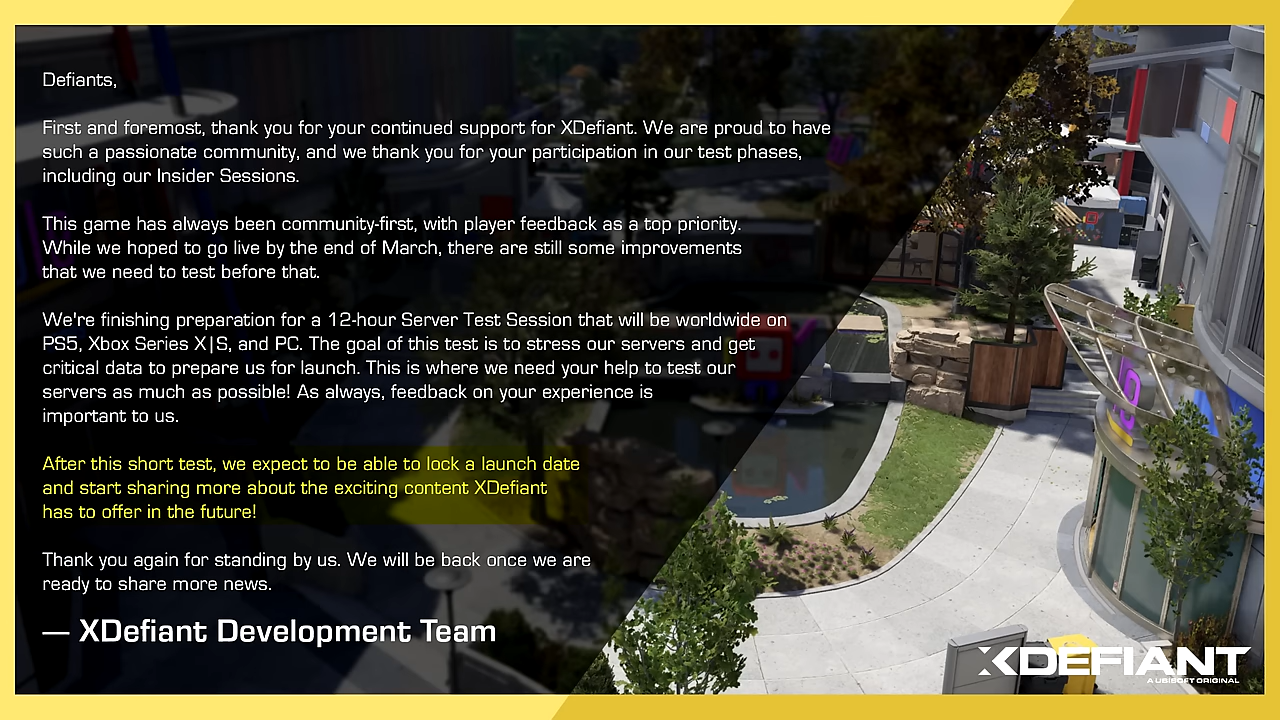 Defiants,
First and foremost, thank you for your continued support for XDefiant. We are proud to have
such a passionate community, and we thank you for your participation in our test phases,
including our Insider Sessions.
This game has always been community-first, with player feedback as a top priority.
While we hoped to go live by the end of March, there are still some improvements
that we need to test before that.
We're finishing preparation for a 12-hour Server Test Session that will be worldwide on
PS5, Xbox Series X|S, and PC. The goal of this test is to stress our servers and get
critical data to prepare us for launch. This is where we need your help to test our
servers as much as possible! As always, feedback on your experience is
important to us.
After this short test, we expect to be able to lock a launch date
and start sharing more about the exciting content XDefiant
has to offer in the future!
Thank you again for standing by us. We will be back once we are
ready to share more news.
— XDefiant Development Team
XDEFIANT
A UBISOFT ORIGINAL